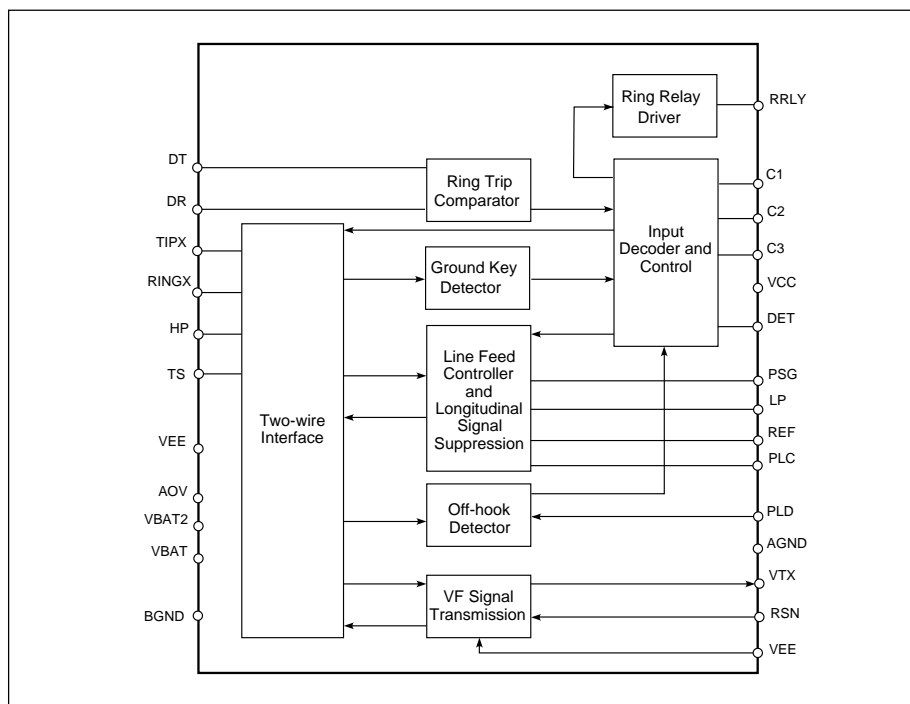 Ring Relay
Driver
RRLY
DT
DR
TIPX
RINGX
HP
TS
VEE
AOV
VBAT2
VBAT
BGND
Ring Trip
Comparator
Ground Key
Detector
Two-wire
Interface
Line Feed
Controller
and
Longitudinal
Signal
Suppression
Off-hook
Detector
VF Signal
Transmission
Input
Decoder and
Control
C1
C2
C3
VCC
DET
PSG
LP
REF
PLC
PLD
AGND
VTX
RSN
VEE